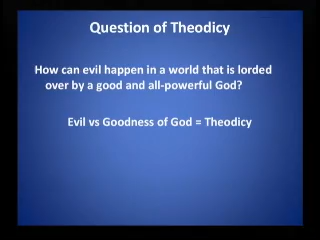 Question of Theodicy
How can evil happen in a world that is lorded
over by a good and all-powerful God?
Evil vs Goodness of God = Theodicy